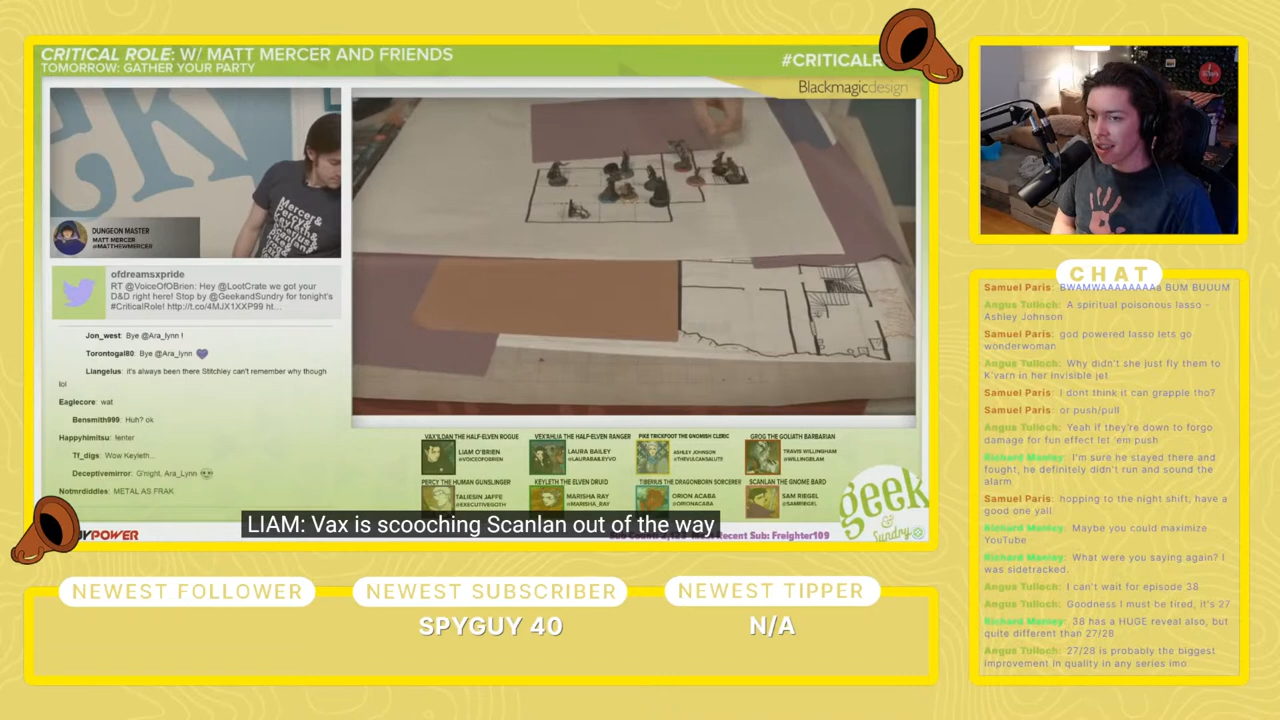 CRITICAL ROLE: W/ MATT MERCER AND FRIENDS
TOMORROW: GATHER YOUR PARTY
#CRITICALR
Blackmagicdesign
Mercer&
Percy&
Keyleth&
DUNGEON MASTER
MATT MERCER
@MATTHEWMERCER
ofdreamsxpride
RT @VoiceOfOBrien: Hey @LootCrate we got your
D&D right here! Stop by @GeekandSundry for tonight's
#CriticalRole! http://t.co/4MJX1XXP99 ht...
Jon_west: Bye @Ara_lynn !
Torontogal80: Bye @Ara_lynn
Liangelus: it's always been there Stitchley can't remember why though
lol
Eaglecore: wat
Bensmith999: Huh? ok
Happyhimitsu: !enter
Tf_digs: Wow Keyleth...
Deceptivemirror: G'night, Ara_Lynn
Notmrdiddles: METAL AS FRAK
VAX'ILDAN THE HALF-ELVEN ROGUE
LIAM O'BRIEN
@VOICEOFOBRIEN
VEX'AHLIA THE HALF-ELVEN RANGER
LAURA BAILEY
@LAURABAILEYVO
PIKE TRICKFOOT THE GNOMISH CLERIC
ASHLEY JOHNSON
@THEVULCANSALUTE
GROG THE GOLIATH BARBARIAN
TRAVIS WILLINGHAM
@WILLINGBLAM
PERCY THE HUMAN GUNSLINGER
TALIESIN JAFFE
@EXECUTIVEGOTH
KEYLETH THE ELVEN DRUID
MARISHA RAY
@MARISHA_RAY
TIBERIUS THE DRAGONBORN SORCERER
ORION ACABA
@ORIONACABA
SCANLAN THE GNOME BARD
SAM RIEGEL
@SAMRIEGEL
geek
& Sundry
YPOWER
LIAM: Vax is scooching Scanlan out of the way
Recent Sub: Freighter109
NEWEST FOLLOWER
NEWEST SUBSCRIBER
SPYGUY 40
NEWEST TIPPER
N/A
CHAT
Samuel Paris: BWAMWAAAAAAAa BUM BUUUM
Angus Tulloch: A spiritual poisonous lasso -
Ashley Johnson
Samuel Paris: god powered lasso lets go
wonderwoman
Angus Tulloch: Why didn't she just fly them to
K'varn in her invisible jet
Samuel Paris: I dont think it can grapple tho?
Samuel Paris: or push/pull
Angus Tulloch: Yeah if they're down to forgo
damage for fun effect let 'em push
Richard Manley: I'm sure he stayed there and
fought, he definitely didn't run and sound the
alarm
Samuel Paris: hopping to the night shift, have a
good one yall
Richard Manley: Maybe you could maximize
YouTube
Richard Manley: What were you saying again? I
was sidetracked.
Angus Tulloch: I can't wait for episode 38
Angus Tulloch: Goodness I must be tired, it's 27
Richard Manley: 38 has a HUGE reveal also, but
quite different than 27/28
Angus Tulloch: 27/28 is probably the biggest
improvement in quality in any series imo